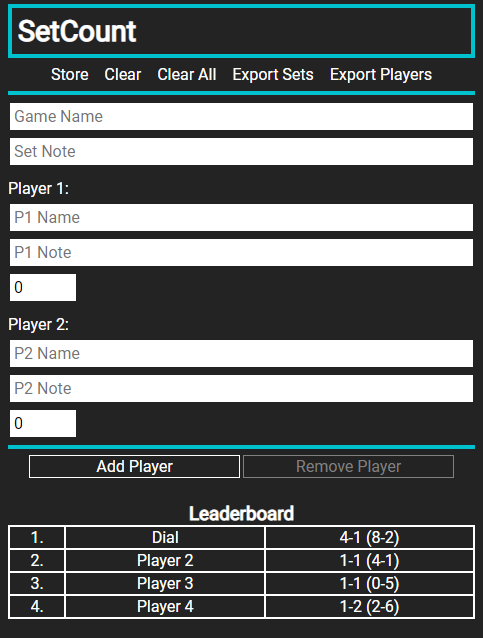 SetCount
Store Clear Clear All Export Sets Export Players
Game Name
Set Note
Player 1:
P1 Name
P1 Note
0
Player 2:
P2 Name
P2 Note
0
Add Player Remove Player
Leaderboard
1. Dial 4-1 (8-2)
2. Player 2 1-1 (4-1)
3. Player 3 1-1 (0-5)
4. Player 4 1-2 (2-6)